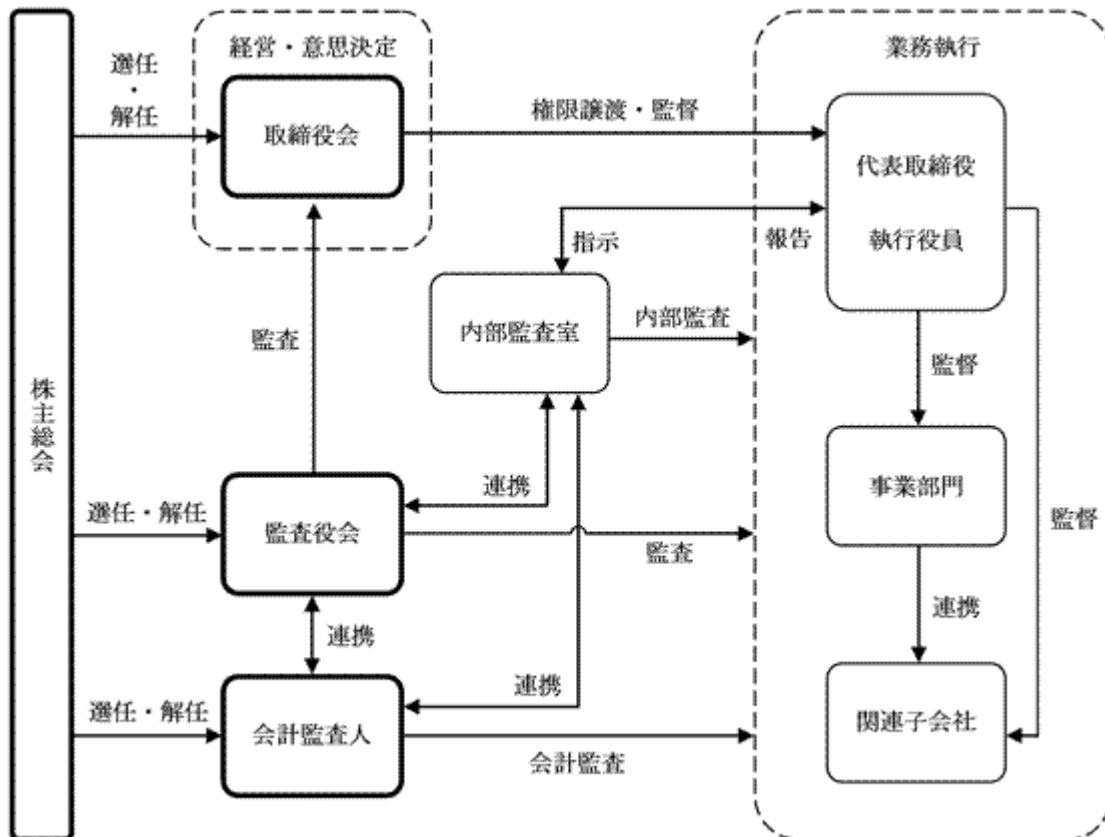 経営・意思決定
業務執行
選任
・
解任
取締役会
権限譲渡・監督
代表取締役
執行役員
指示
報告
内部監査室
内部監査
監査
監督
株主総会
選任・解任
監査役会
連携
監査
事業部門
監督
連携
連携
選任・解任
会計監査人
連携
会計監査
関連子会社